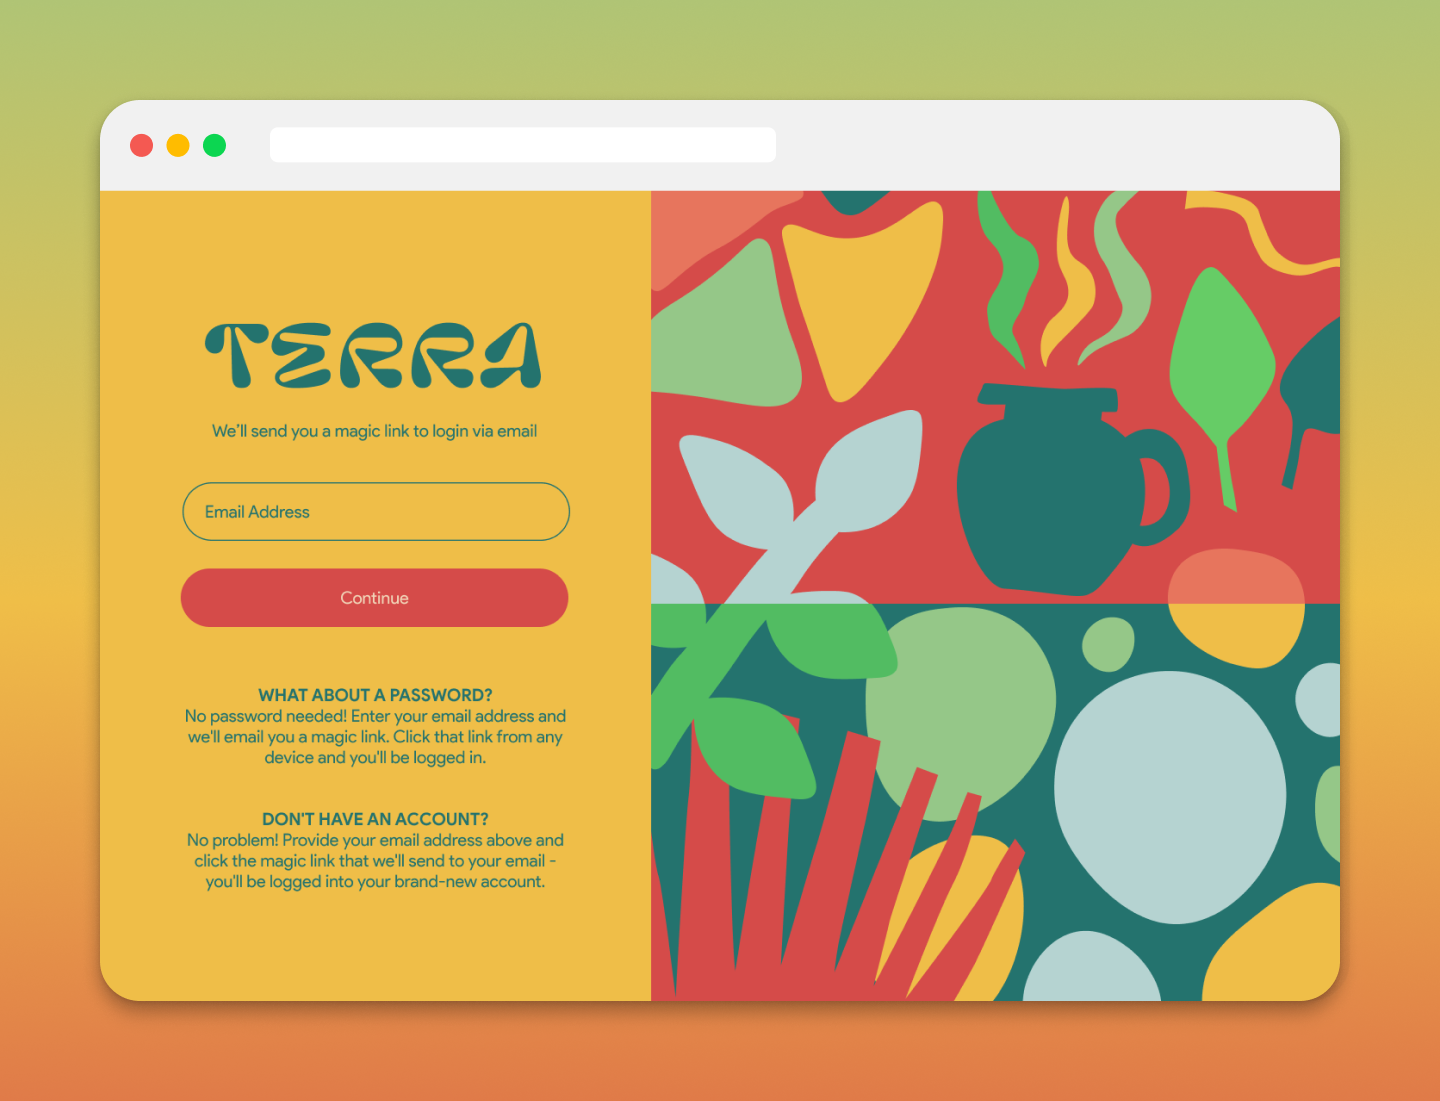 TERRA
We'll send you a magic link to login via email
Email Address
Continue
WHAT ABOUT A PASSWORD?
No password needed! Enter your email address and
we'll email you a magic link. Click that link from any
device and you'll be logged in.
DON'T HAVE AN ACCOUNT?
No problem! Provide your email address above and
click the magic link that we'll send to your email -
you'll be logged into your brand-new account.